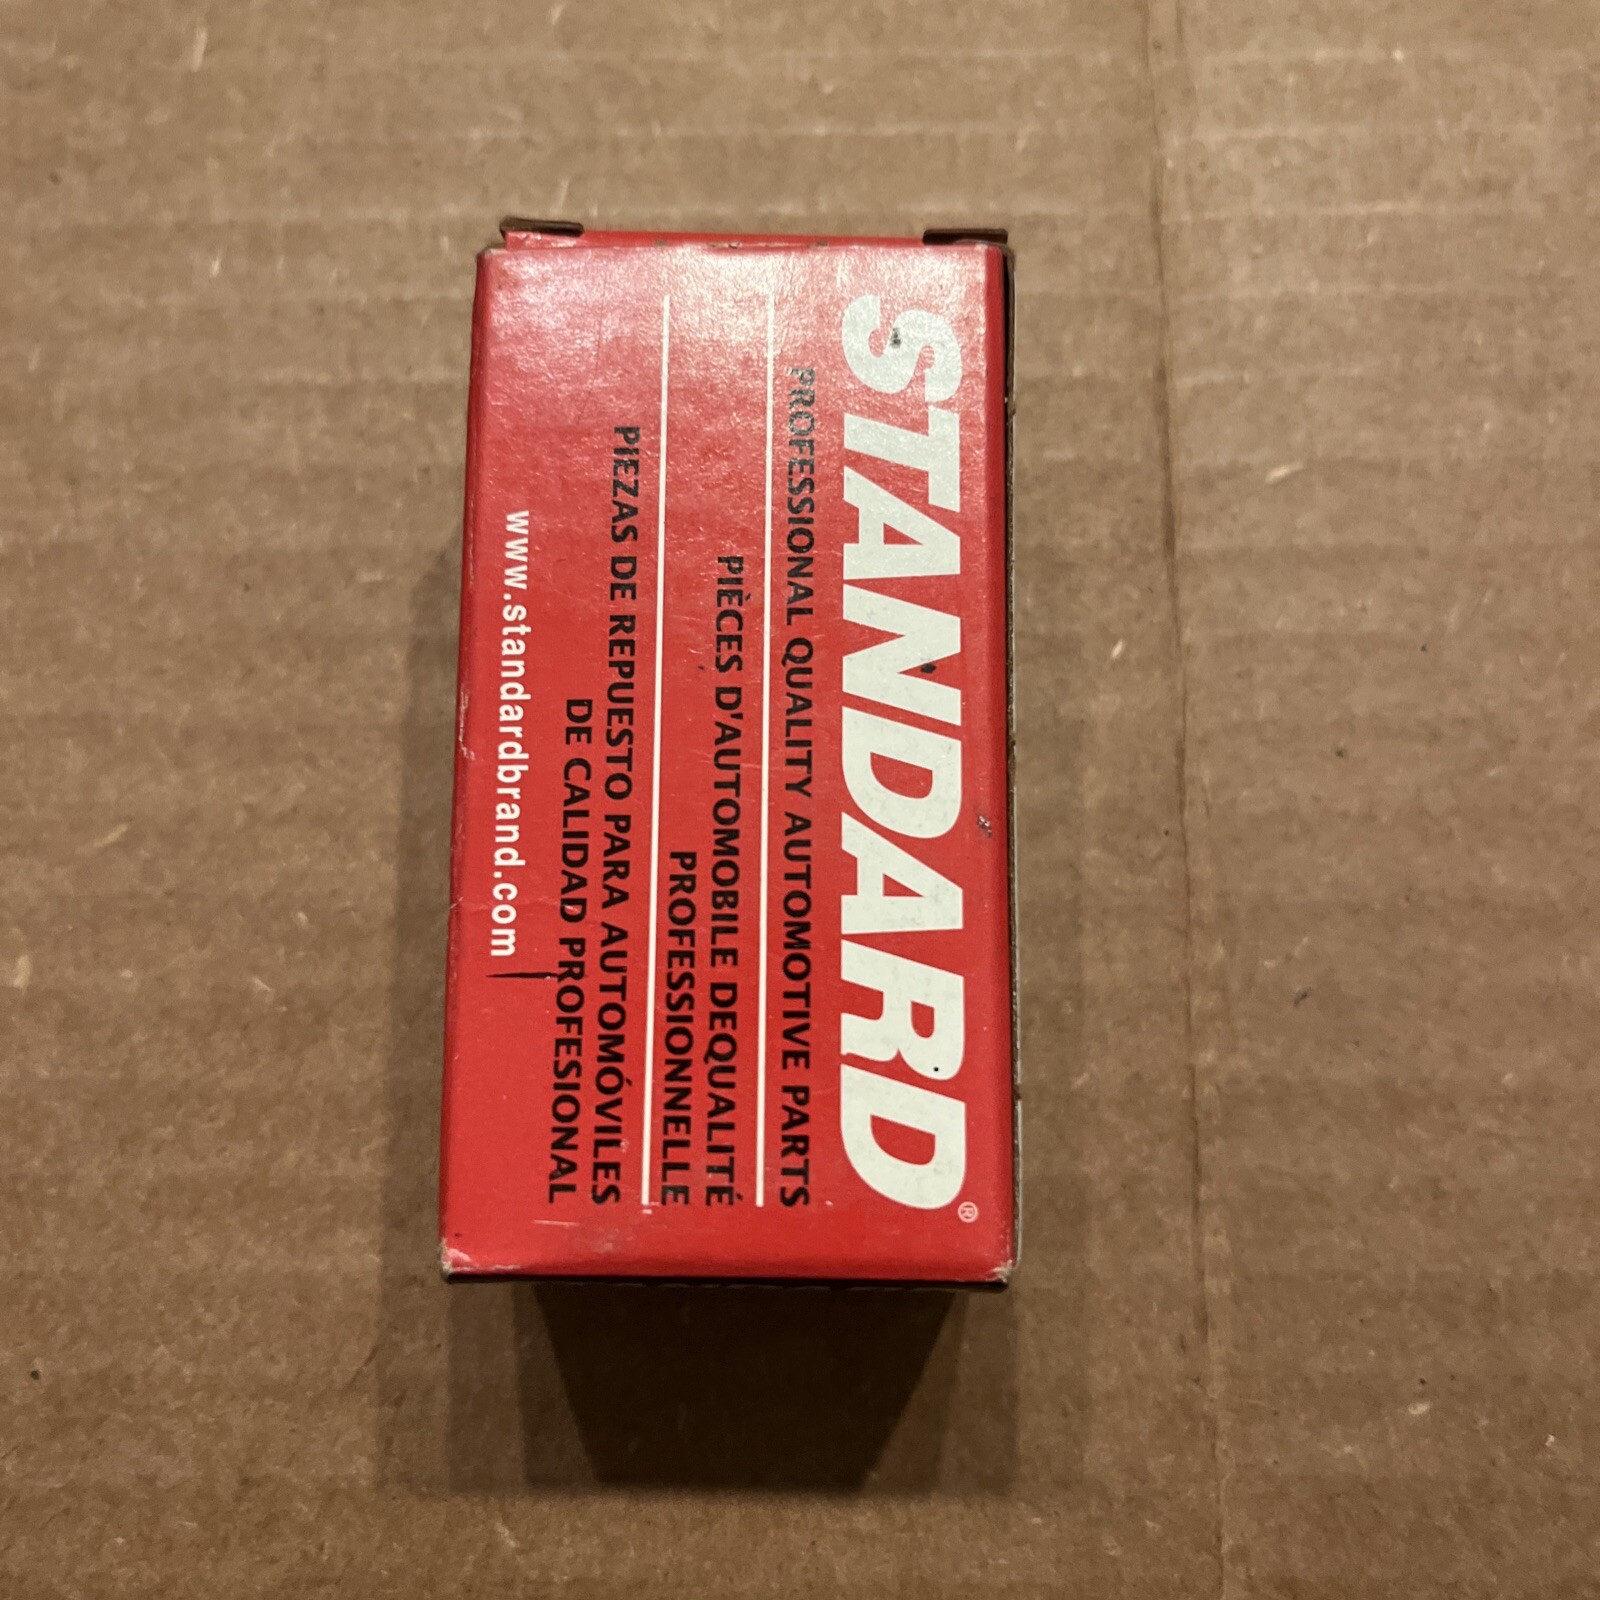 STANDARD®
PROFESSIONAL QUALITY AUTOMOTIVE PARTS
PIÈCES D'AUTOMOBILE DEQUALITÉ
PROFESSIONNELLE
PIEZAS DE REPUESTO PARA AUTOMÓVILES
DE CALIDAD PROFESIONAL
www.standardbrand.com